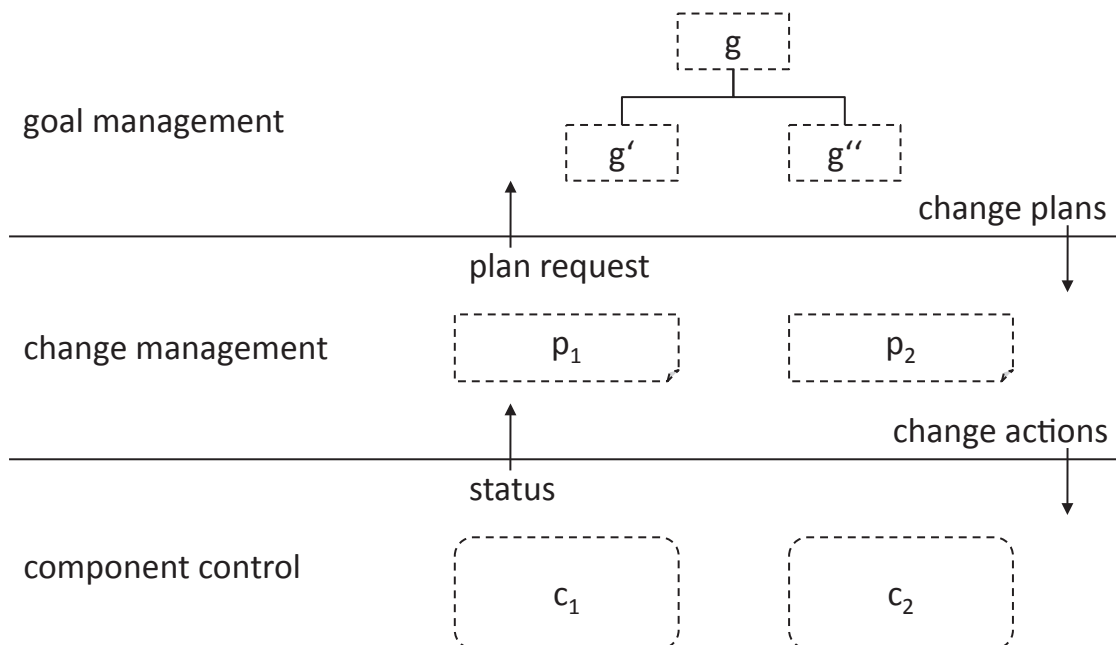 g
goal management
g‘ g‘‘
change plans
plan request
change management
p₁ p₂
change actions
status
component control
c₁ c₂